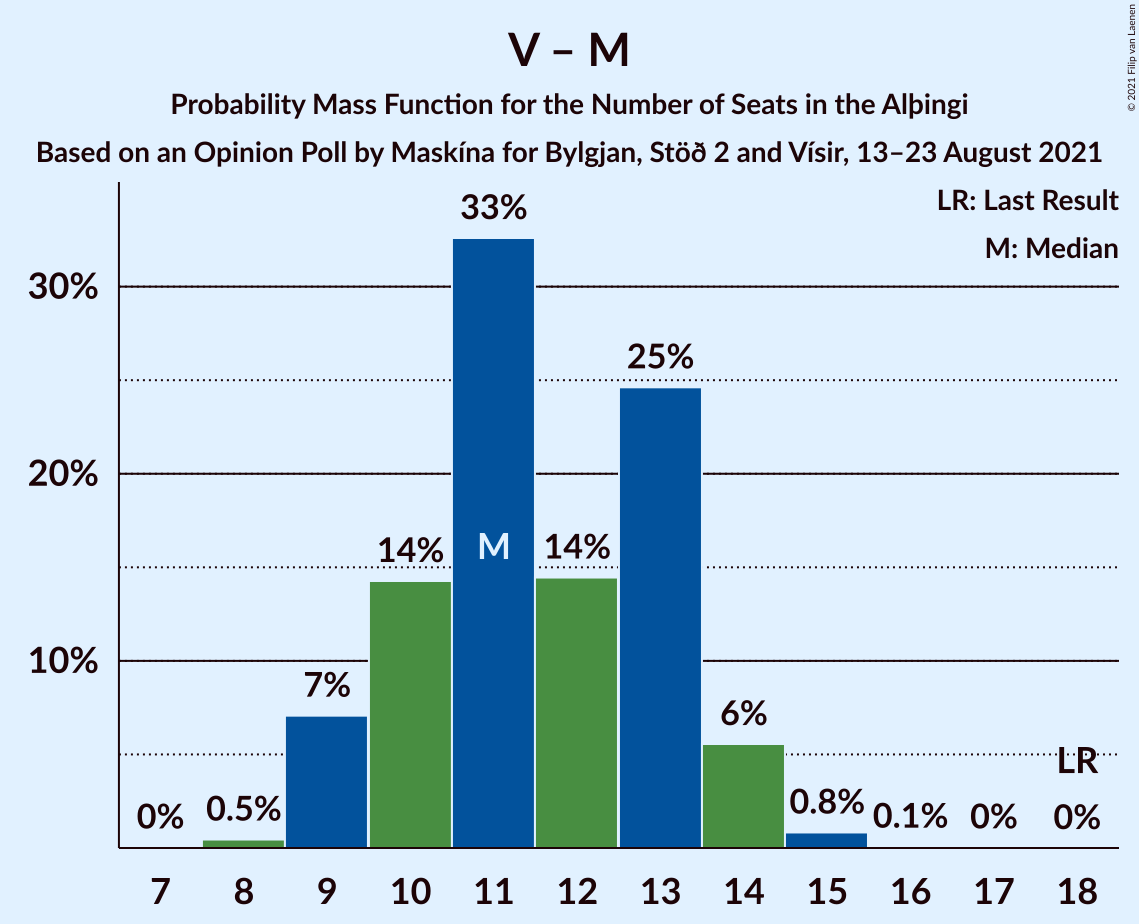 V – M
Probability Mass Function for the Number of Seats in the Alþingi
Based on an Opinion Poll by Maskína for Bylgjan, Stöð 2 and Vísir, 13–23 August 2021
© 2021 Filip van Laenen
LR: Last Result
M: Median
30%
20%
10%
0%
0.5%
7%
14%
33%
M
14%
25%
6%
0.8%
0.1%
0%
LR
0%
7 8 9 10 11 12 13 14 15 16 17 18